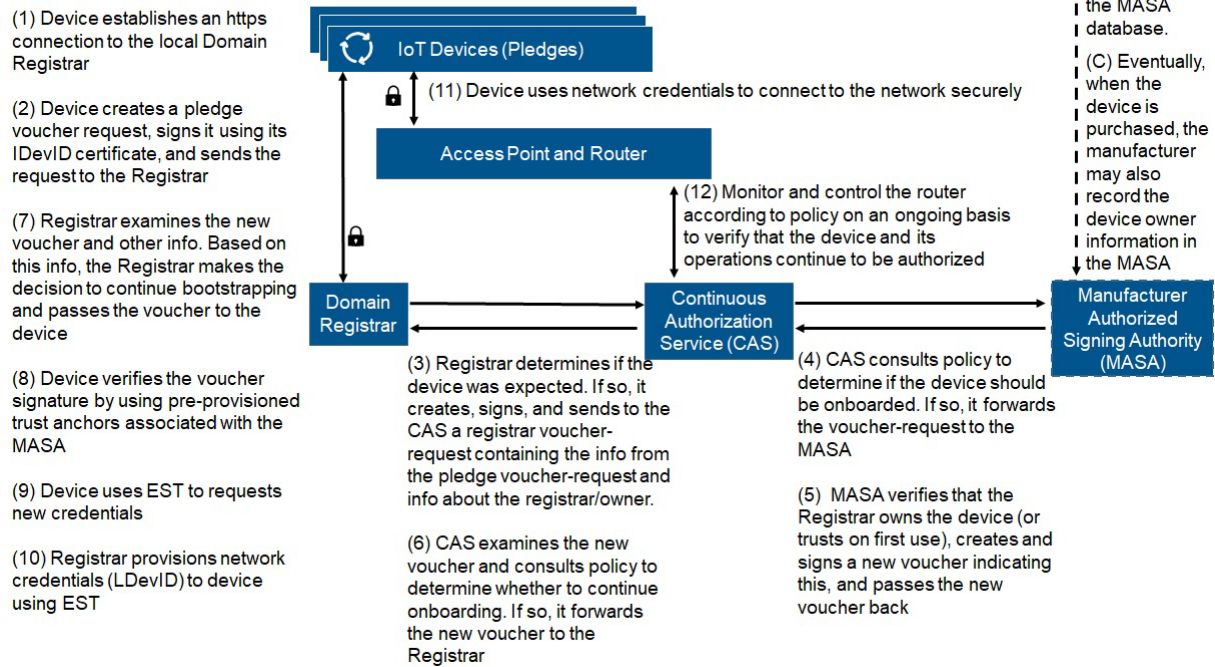 (1) Device establishes an https
connection to the local Domain
Registrar
(2) Device creates a pledge
voucher request, signs it using its
IDevID certificate, and sends the
request to the Registrar
(7) Registrar examines the new
voucher and other info. Based on
this info, the Registrar makes the
decision to continue bootstrapping
and passes the voucher to the
device
(8) Device verifies the voucher
signature by using pre-provisioned
trust anchors associated with the
MASA
(9) Device uses EST to requests
new credentials
(10) Registrar provisions network
credentials (LDevID) to device
using EST
IoT Devices (Pledges)
(11) Device uses network credentials to connect to the network securely
Access Point and Router
(12) Monitor and control the router
according to policy on an ongoing basis
to verify that the device and its
operations continue to be authorized
Domain
Registrar
Continuous
Authorization
Service (CAS)
(3) Registrar determines if the
device was expected. If so, it
creates, signs, and sends to the
CAS a registrar voucher-
request containing the info from
the pledge voucher-request and
info about the registrar/owner.
(6) CAS examines the new
voucher and consults policy to
determine whether to continue
onboarding. If so, it forwards
the new voucher to the
Registrar
(4) CAS consults policy to
determine if the device should
be onboarded. If so, it forwards
the voucher-request to the
MASA
(5) MASA verifies that the
Registrar owns the device (or
trusts on first use), creates and
signs a new voucher indicating
this, and passes the new
voucher back
the MASA
database.
(C) Eventually,
when the
device is
purchased, the
manufacturer
may also
record the
device owner
information in
the MASA
Manufacturer
Authorized
Signing Authority
(MASA)